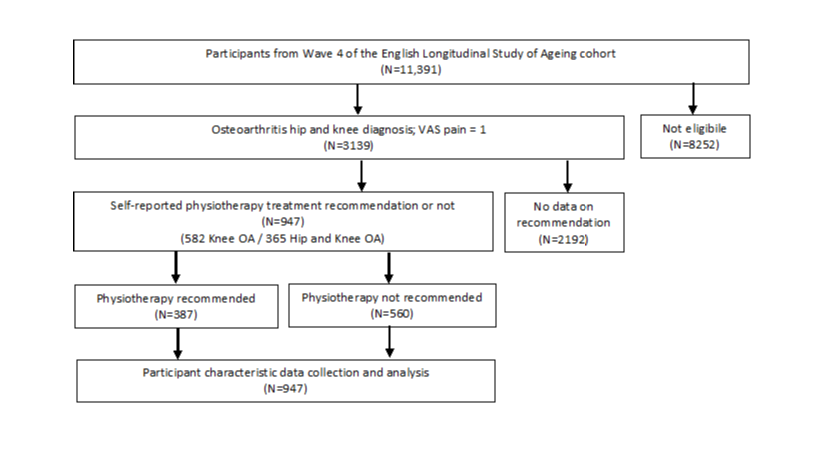 Participants from Wave 4 of the English Longitudinal Study of Ageing cohort
(N=11,391)
Osteoarthritis hip and knee diagnosis; VAS pain = 1
(N=3139)
Not eligibile
(N=8252)
Self-reported physiotherapy treatment recommendation or not
(N=947)
(582 Knee OA / 365 Hip and Knee OA)
No data on
recommendation
(N=2192)
Physiotherapy recommended
(N=387)
Physiotherapy not recommended
(N=560)
Participant characteristic data collection and analysis
(N=947)